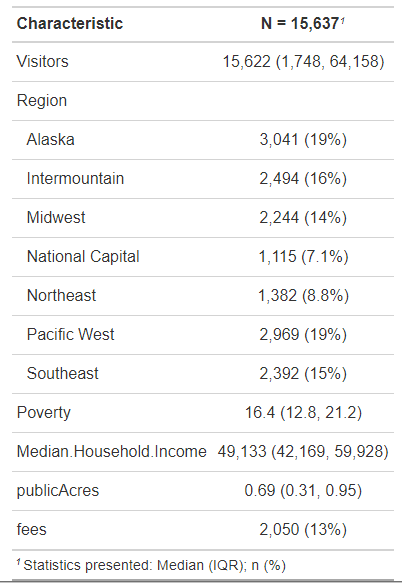 Characteristic N = 15,6371
Visitors 15,622 (1,748, 64,158)
Region
Alaska 3,041 (19%)
Intermountain 2,494 (16%)
Midwest 2,244 (14%)
National Capital 1,115 (7.1%)
Northeast 1,382 (8.8%)
Pacific West 2,969 (19%)
Southeast 2,392 (15%)
Poverty 16.4 (12.8, 21.2)
Median.Household.Income 49,133 (42,169, 59,928)
publicAcres 0.69 (0.31, 0.95)
fees 2,050 (13%)
1 Statistics presented: Median (IQR); n (%)